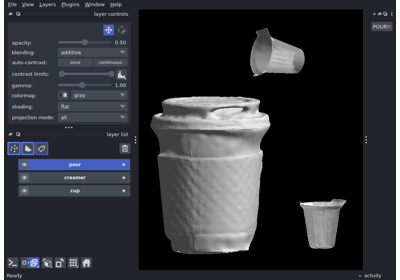 File View Layers Plugins Window Help
layer controls
opacity: 0.50
blending: additive
auto-contrast: once continuous
contrast limits:
gamma: 1.00
colormap: gray
shading: flat
projection mode: all
layer list
pour
creamer
cup
POUR!!
Ready
activity